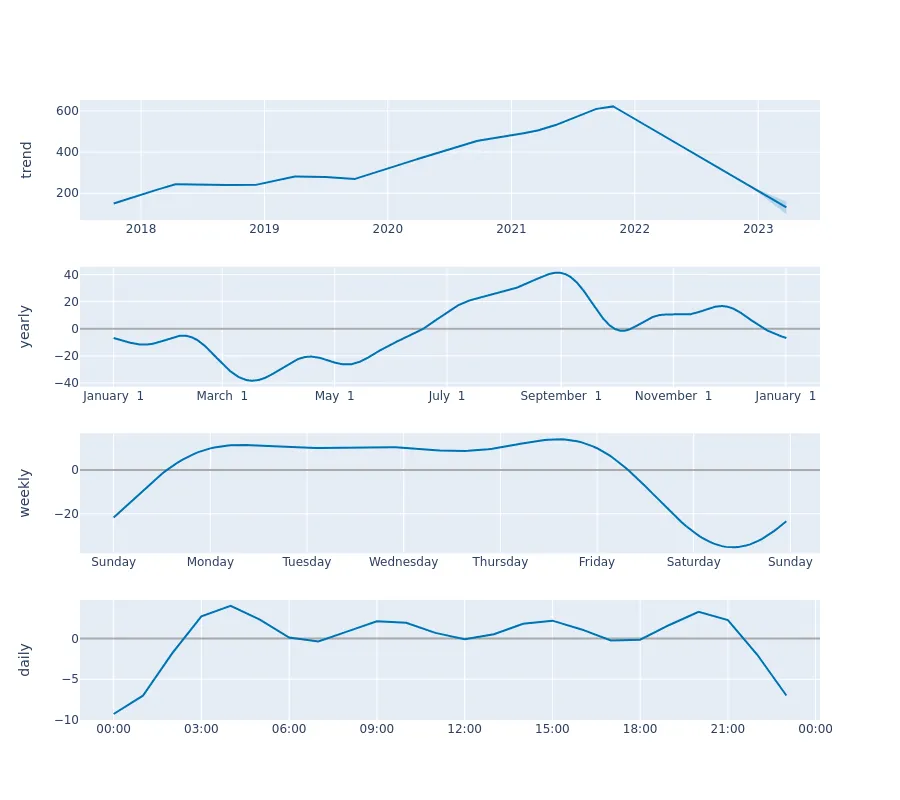 trend
600
400
200
2018 2019 2020 2021 2022 2023
yearly
40
20
0
−20
−40
January 1 March 1 May 1 July 1 September 1 November 1 January 1
weekly
0
−20
Sunday Monday Tuesday Wednesday Thursday Friday Saturday Sunday
daily
0
−5
−10
00:00 03:00 06:00 09:00 12:00 15:00 18:00 21:00 00:00